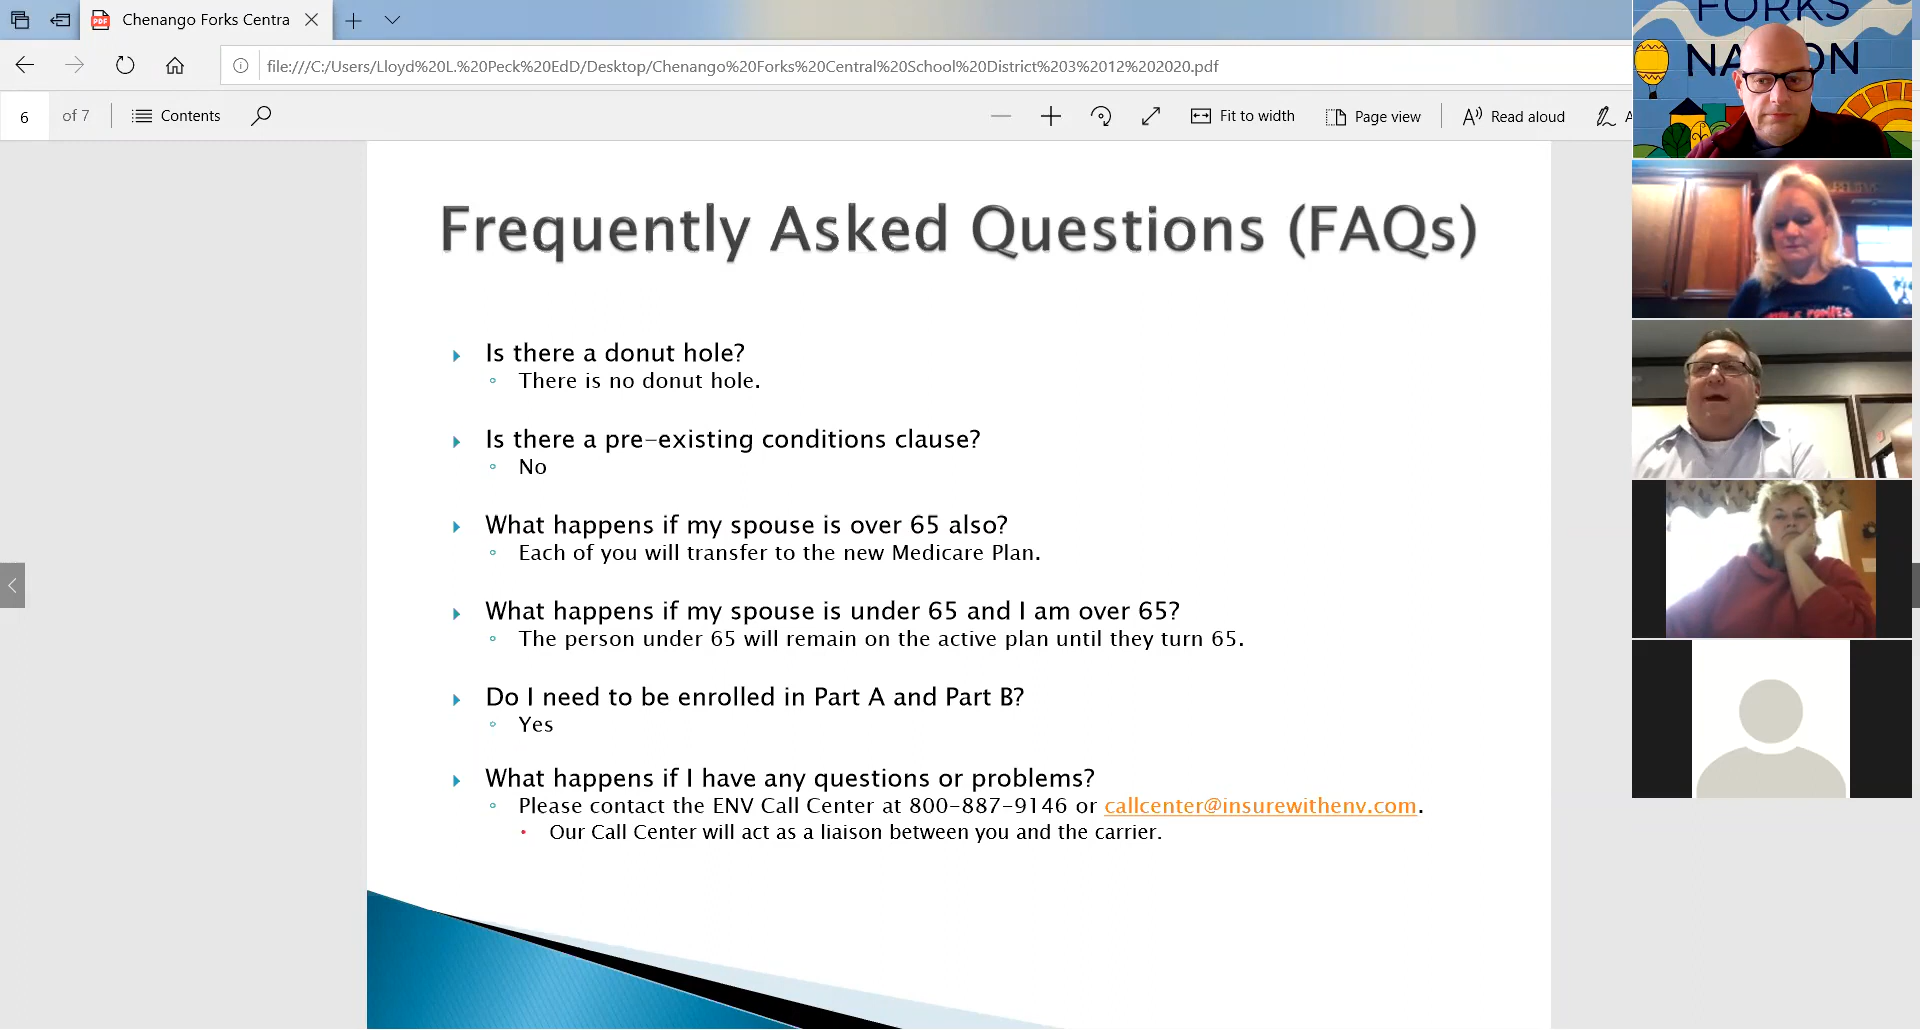 Chenango Forks Centra
file:///C:/Users/Lloyd%20L.%20Peck%20EdD/Desktop/Chenango%20Forks%20Central%20School%20District%203%2012%202020.pdf
6 of 7 Contents Fit to width Page view Read aloud A
Frequently Asked Questions (FAQs)
Is there a donut hole?
There is no donut hole.
Is there a pre-existing conditions clause?
No
What happens if my spouse is over 65 also?
Each of you will transfer to the new Medicare Plan.
What happens if my spouse is under 65 and I am over 65?
The person under 65 will remain on the active plan until they turn 65.
Do I need to be enrolled in Part A and Part B?
Yes
What happens if I have any questions or problems?
Please contact the ENV Call Center at 800-887-9146 or callcenter@insurewithenv.com.
Our Call Center will act as a liaison between you and the carrier.
FORKS